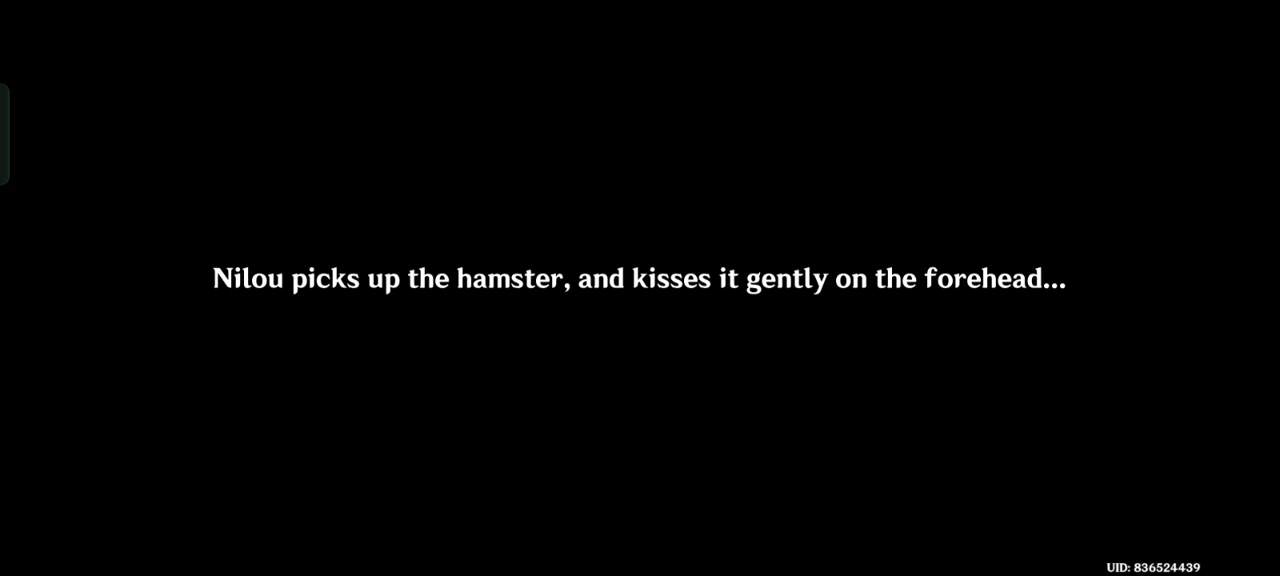 Nilou picks up the hamster, and kisses it gently on the forehead...
UID: 836524439